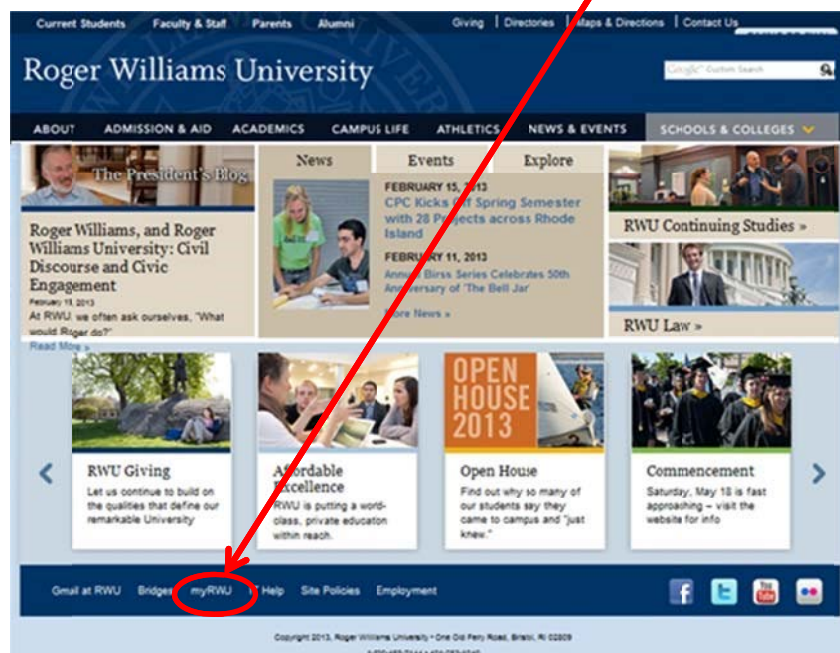 Current Students Faculty & Staff Parents Alumni Giving | Directories | Maps & Directions | Contact Us
Roger Williams University
Google™ Custom Search
ABOUT ADMISSION & AID ACADEMICS CAMPUS LIFE ATHLETICS NEWS & EVENTS SCHOOLS & COLLEGES
The President's Blog
Roger Williams, and Roger
Williams University: Civil
Discourse and Civic
Engagement
February 11, 2013
At RWU, we often ask ourselves, "What
would Roger do?"
Read More »
News Events Explore
FEBRUARY 15, 2013
CPC Kicks Off Spring Semester
with 28 Projects across Rhode
Island
FEBRUARY 11, 2013
Annual Birss Series Celebrates 50th
Anniversary of 'The Bell Jar'
More News »
RWU Continuing Studies »
RWU Law »
RWU Giving
Let us continue to build on
the qualities that define our
remarkable University
Affordable
Excellence
RWU is putting a word-
class, private education
within reach.
OPEN
HOUSE
2013
Open House
Find out why so many of
our students say they
came to campus and "just
knew."
Commencement
Saturday, May 18 is fast
approaching – visit the
website for info
Gmail at RWU Bridges myRWU IT Help Site Policies Employment
f t You Tube
Copyright 2013, Roger Williams University • One Old Ferry Road, Bristol, RI 02809